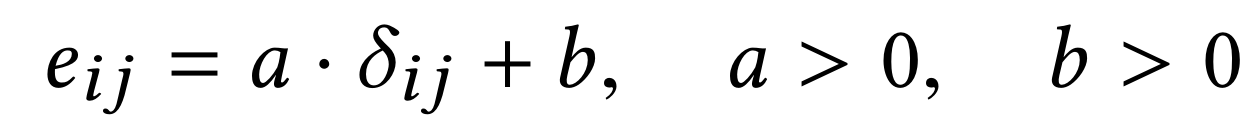 e_{ij} = a · δ_{ij} + b, a > 0, b > 0